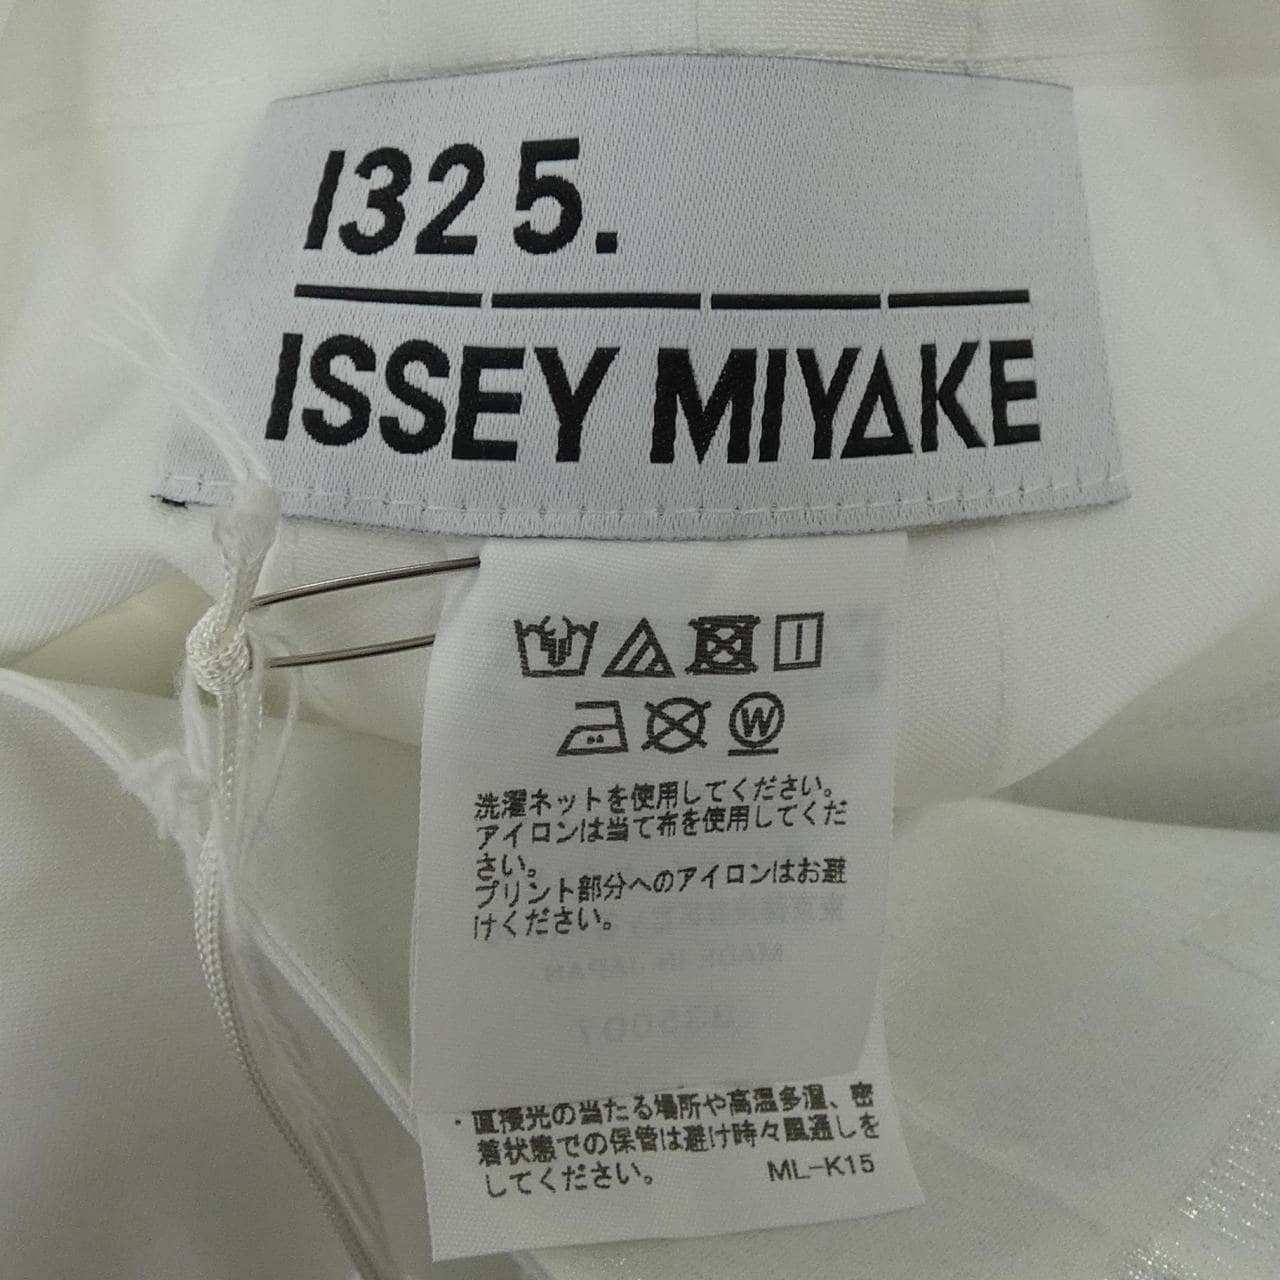 132 5.
ISSEY MIYAKE
W
洗濯ネットを使用してください。
アイロンは当て布を使用してくだ
さい。
プリント部分へのアイロンはお避
けください。
MADE IN JAPAN
・直接光の当たる場所や高温多湿、密
着状態での保管は避け時々風通しを
してください。
ML-K15